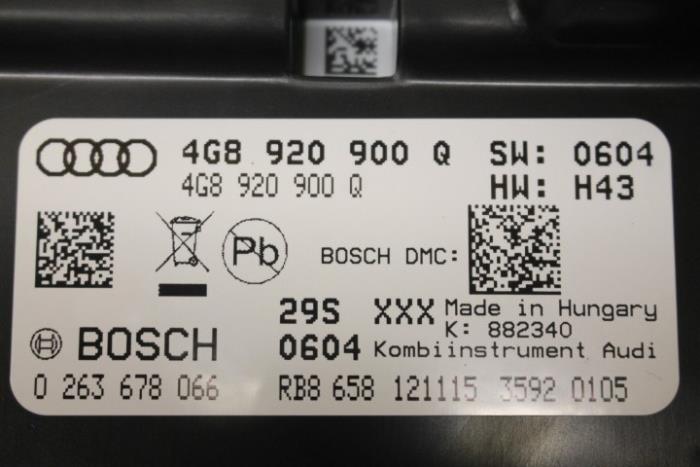 4G8 920 900 Q SW: 0604
4G8 920 900 Q HW: H43
Pb
BOSCH DMC:
29S XXX Made in Hungary
K: 882340
BOSCH 0604 Kombiinstrument Audi
0 263 678 066 RB8 658 121115 3592 0105